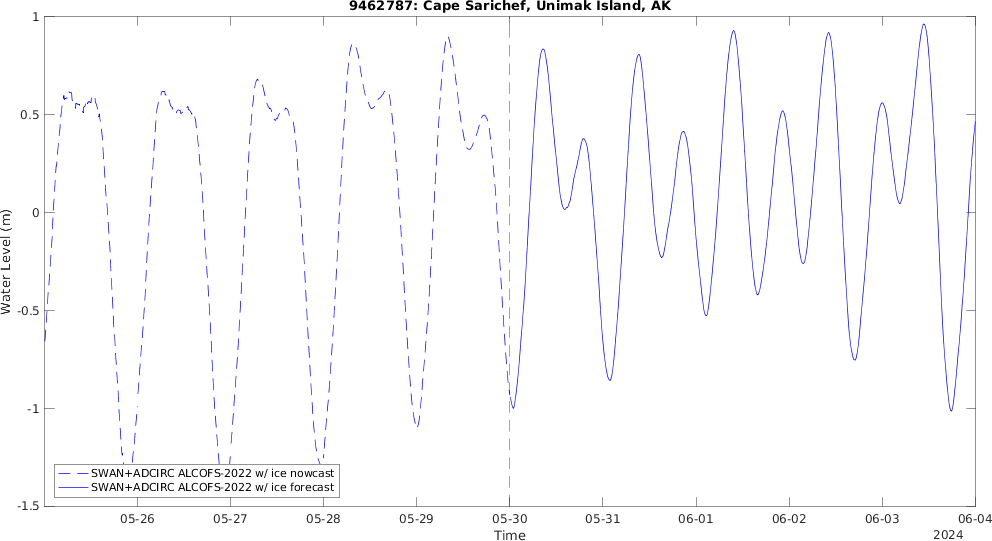 9462787: Cape Sarichef, Unimak Island, AK
1
0.5
0
-0.5
-1
-1.5
Water Level (m)
SWAN+ADCIRC ALCOFS-2022 w/ ice nowcast
SWAN+ADCIRC ALCOFS-2022 w/ ice forecast
05-26 05-27 05-28 05-29 05-30 05-31 06-01 06-02 06-03 06-04
Time
2024